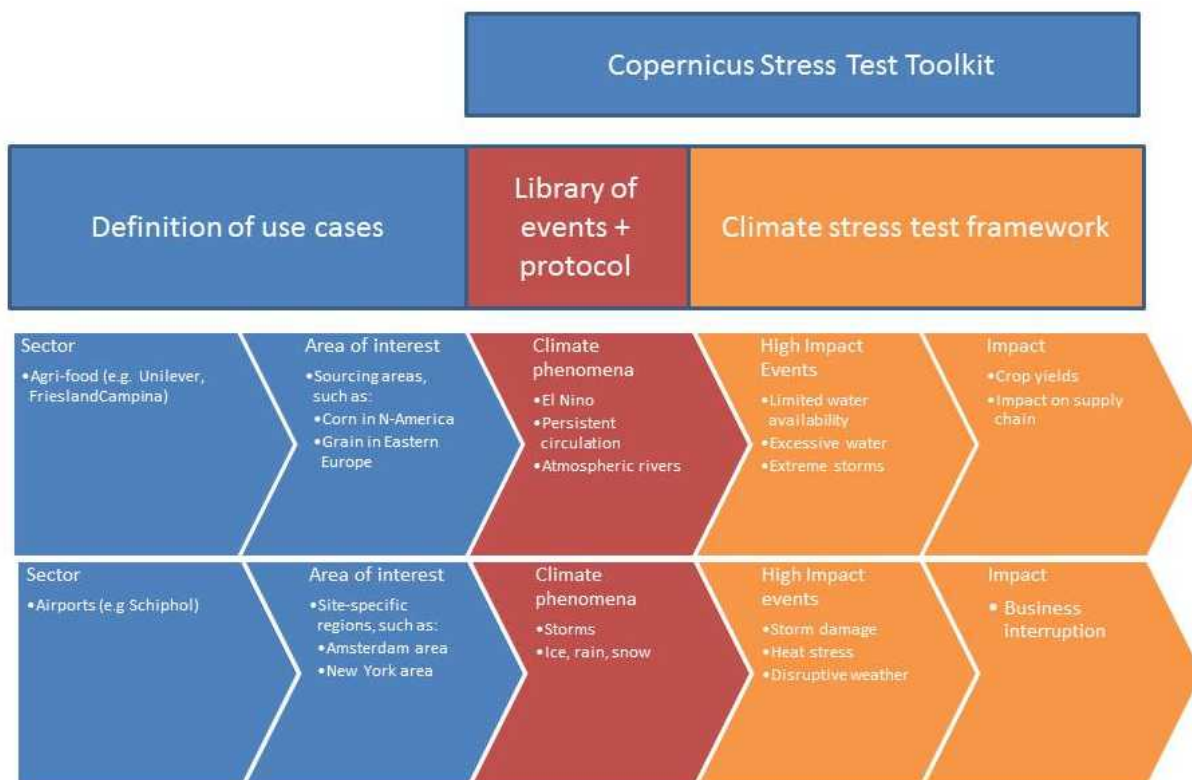 Copernicus Stress Test Toolkit
Definition of use cases
Library of
events +
protocol
Climate stress test framework
Sector
•Agri-food (e.g. Unilever,
FrieslandCampina)
Area of interest
•Sourcing areas,
such as:
•Corn in N-America
•Grain in Eastern
Europe
Climate
phenomena
•El Nino
•Persistent
circulation
•Atmospheric rivers
High Impact
Events
•Limited water
availability
•Excessive water
•Extreme storms
Impact
•Crop yields
•Impact on supply
chain
Sector
•Airports (e.g Schiphol)
Area of interest
•Site-specific
regions, such as:
•Amsterdam area
•New York area
Climate
phenomena
•Storms
•Ice, rain, snow
High Impact
events
•Storm damage
•Heat stress
•Disruptive weather
Impact
• Business
interruption